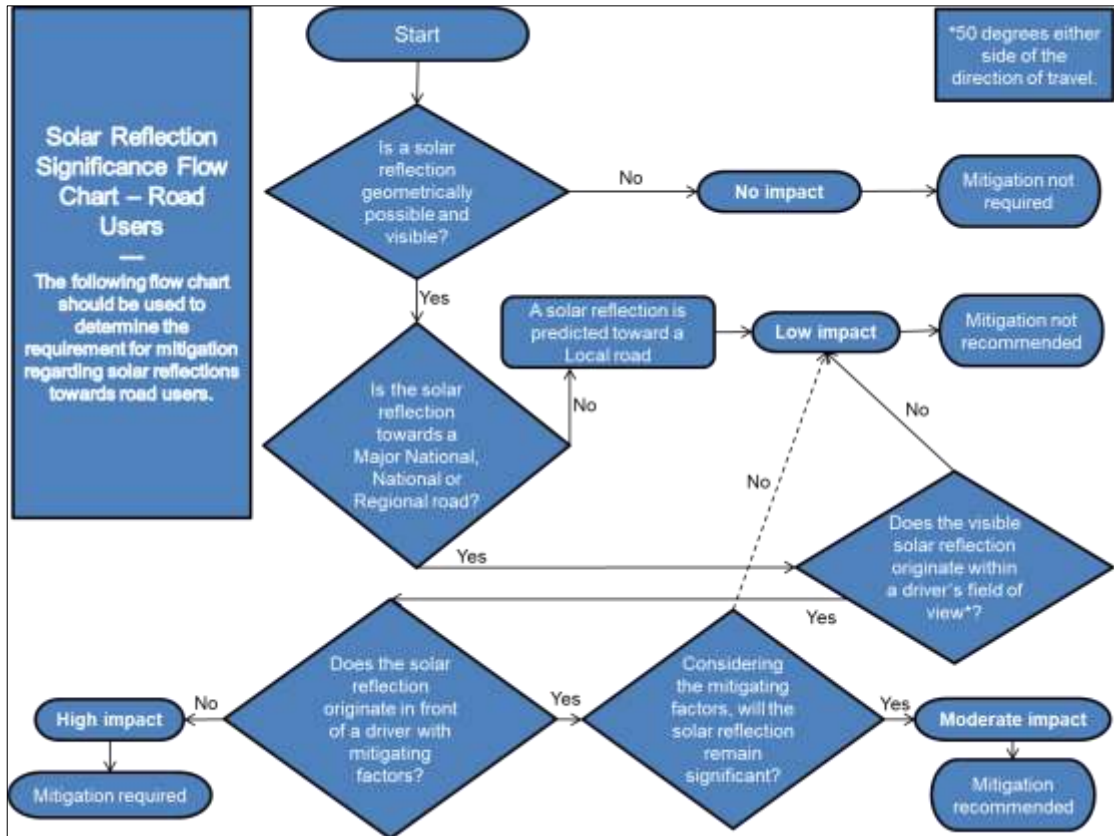 Solar Reflection
Significance Flow
Chart – Road
Users
—
The following flow chart
should be used to
determine the
requirement for mitigation
regarding solar reflections
towards road users.
Start
*50 degrees either
side of the
direction of travel.
Is a solar
reflection
geometrically
possible and
visible?
No
No impact
Mitigation not
required
Yes
A solar reflection is
predicted toward a
Local road
Low impact
Mitigation not
recommended
Is the solar
reflection
towards a
Major National,
National or
Regional road?
No
No
No
Yes
Does the visible
solar reflection
originate within
a driver's field of
view*?
Yes
Does the solar
reflection
originate in front
of a driver with
mitigating
factors?
No
High impact
Mitigation required
Yes
Considering
the mitigating
factors, will the
solar reflection
remain
significant?
Yes
Moderate impact
Mitigation
recommended